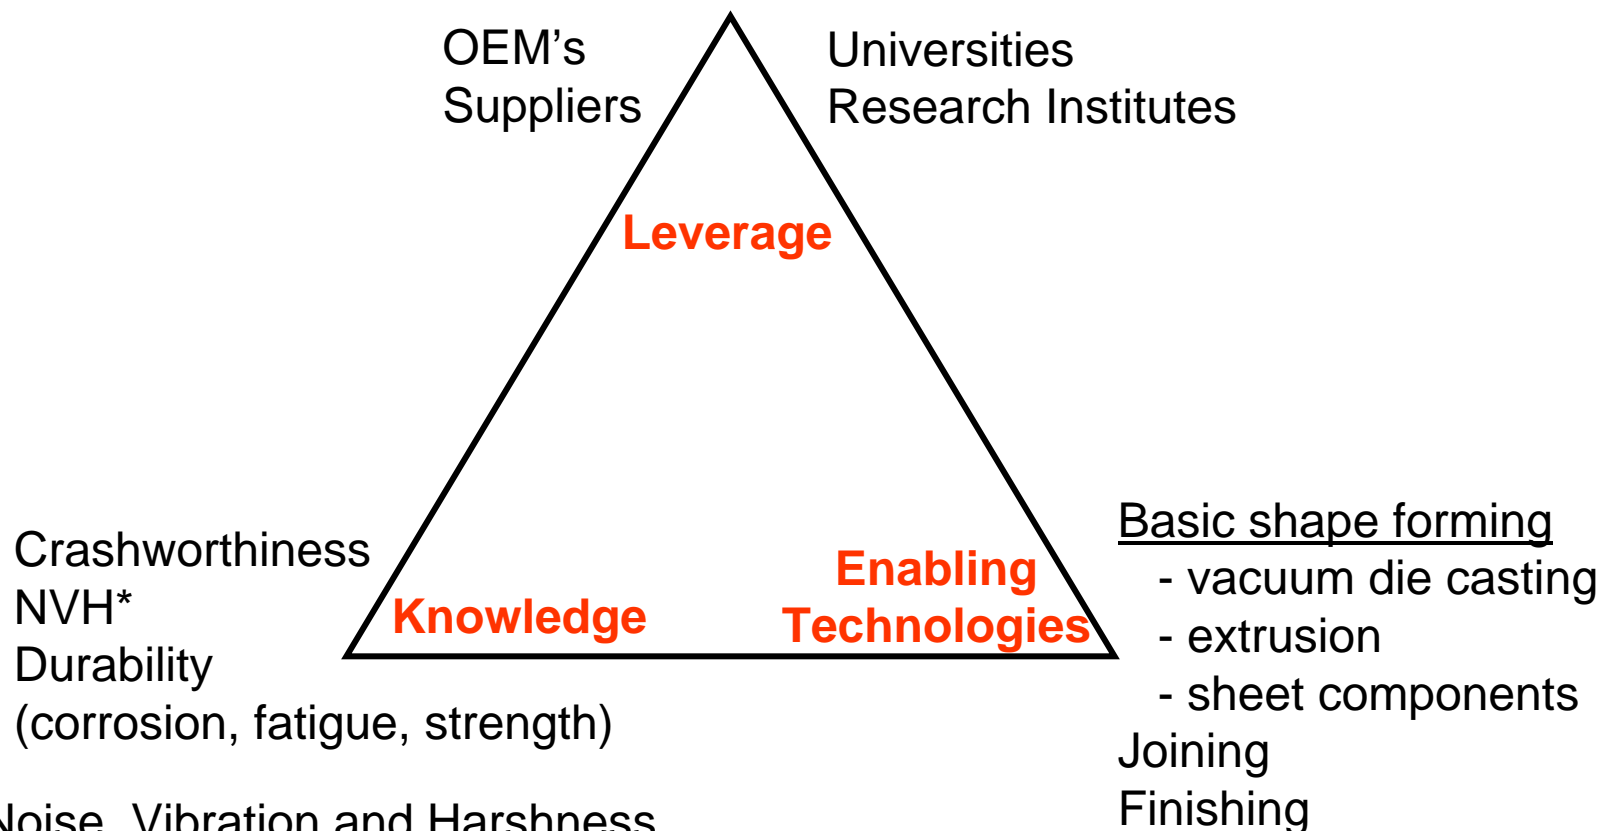 OEM's
Suppliers
Universities
Research Institutes
Leverage
Crashworthiness
NVH*
Durability
(corrosion, fatigue, strength)
Knowledge
Enabling
Technologies
Basic shape forming
- vacuum die casting
- extrusion
- sheet components
Joining
Finishing
Noise, Vibration and Harshness